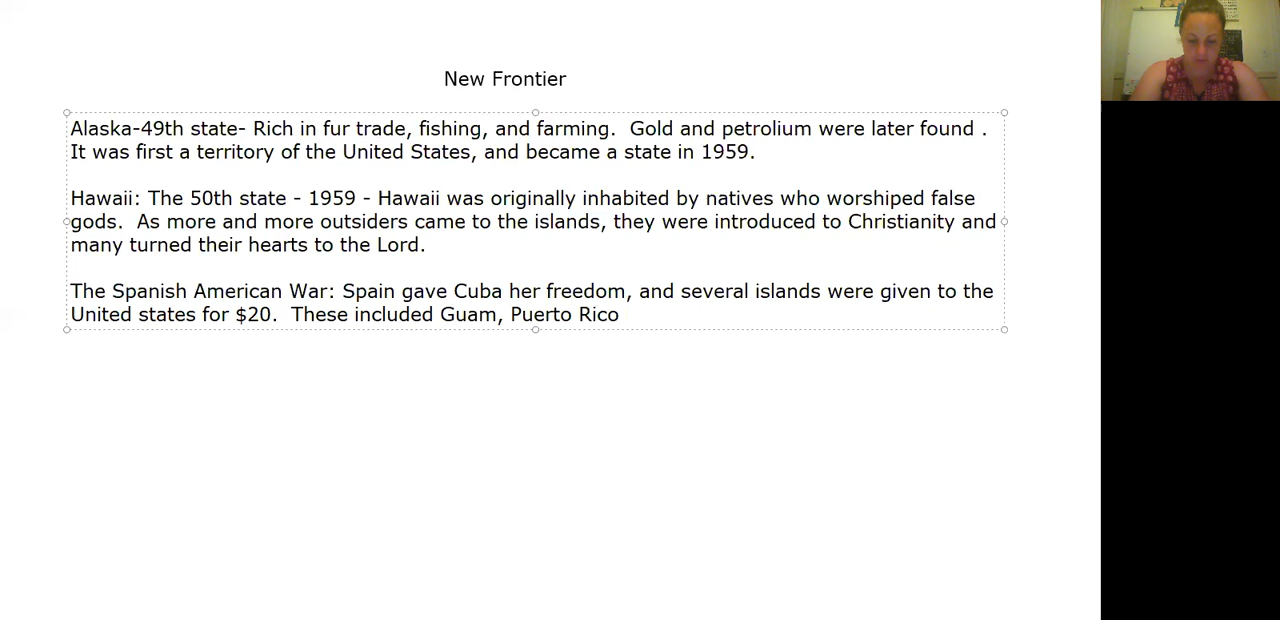 New Frontier
Alaska-49th state- Rich in fur trade, fishing, and farming.  Gold and petrolium were later found .
It was first a territory of the United States, and became a state in 1959.
Hawaii: The 50th state - 1959 - Hawaii was originally inhabited by natives who worshiped false
gods.  As more and more outsiders came to the islands, they were introduced to Christianity and
many turned their hearts to the Lord.
The Spanish American War: Spain gave Cuba her freedom, and several islands were given to the
United states for $20.  These included Guam, Puerto Rico